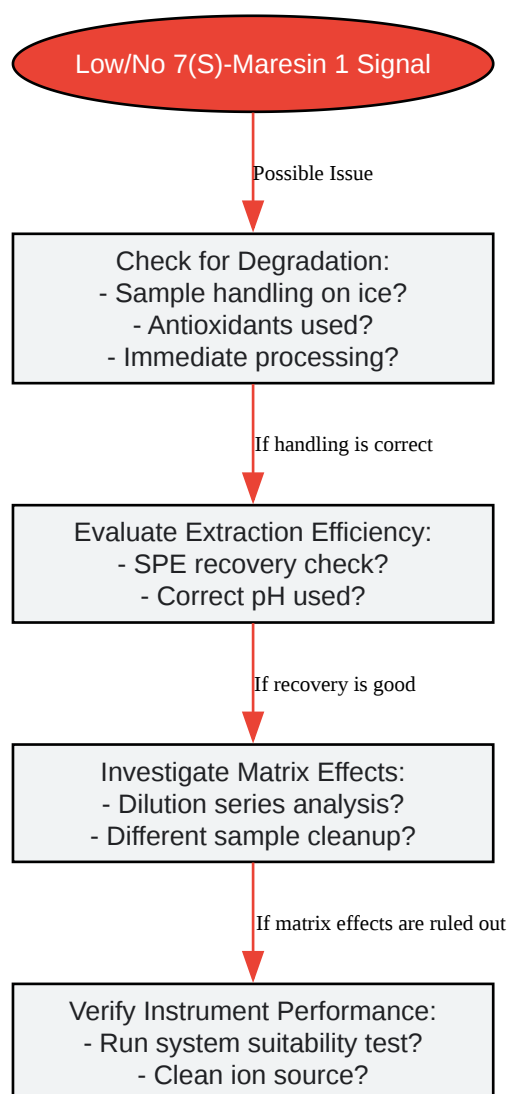 Low/No 7(S)-Maresin 1 Signal
Possible Issue
Check for Degradation:
- Sample handling on ice?
- Antioxidants used?
- Immediate processing?
If handling is correct
Evaluate Extraction Efficiency:
- SPE recovery check?
- Correct pH used?
If recovery is good
Investigate Matrix Effects:
- Dilution series analysis?
- Different sample cleanup?
If matrix effects are ruled out
Verify Instrument Performance:
- Run system suitability test?
- Clean ion source?